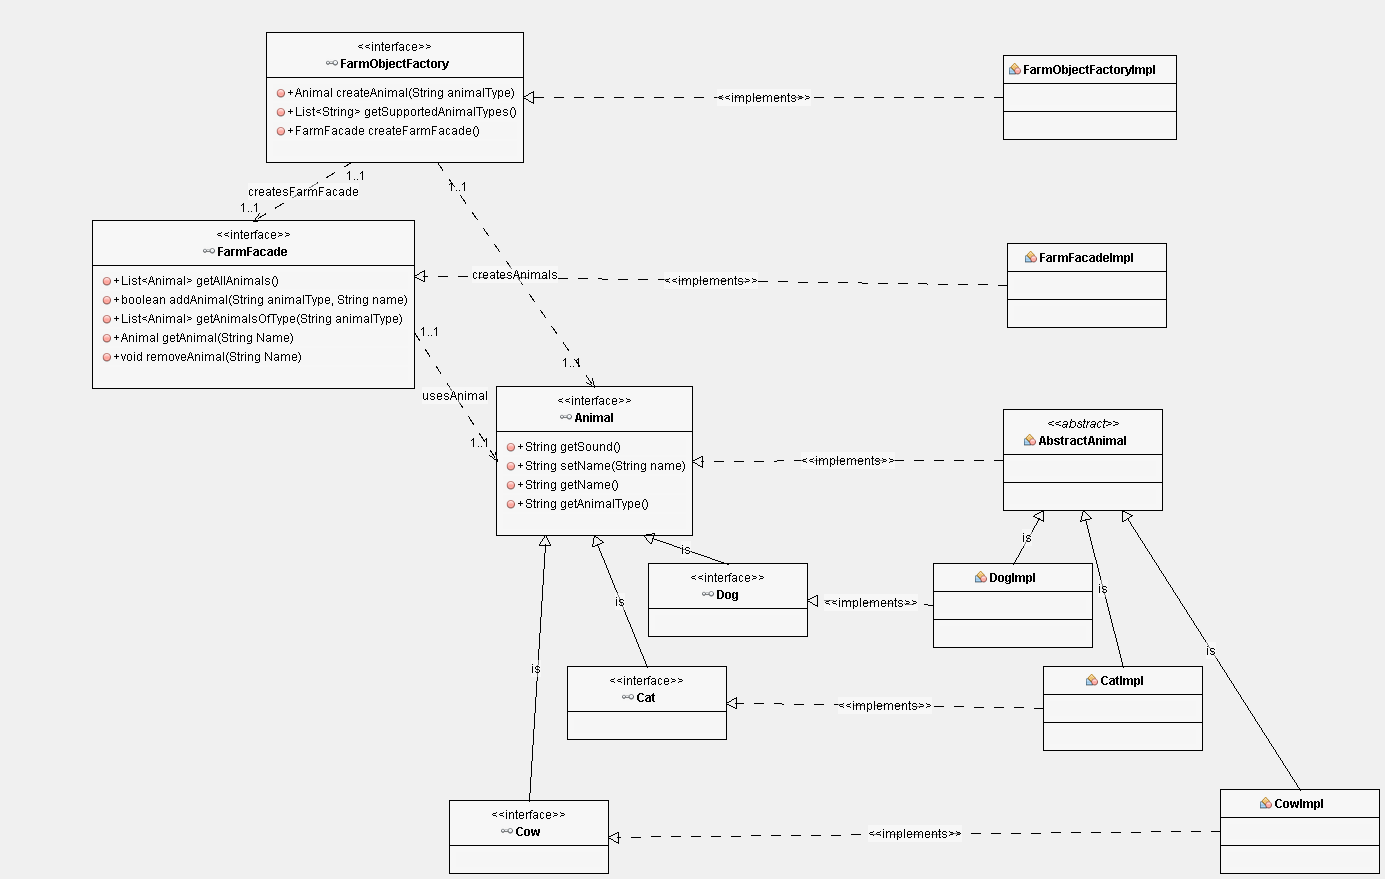 <<interface>>
FarmObjectFactory
+Animal createAnimal(String animalType)
+List<String> getSupportedAnimalTypes()
+FarmFacade createFarmFacade()
FarmObjectFactoryImpl
<<implements>>
1..1
createsFarmFacade
1..1
1..1
<<interface>>
FarmFacade
+List<Animal> getAllAnimals()
+boolean addAnimal(String animalType, String name)
+List<Animal> getAnimalsOfType(String animalType)
+Animal getAnimal(String Name)
+void removeAnimal(String Name)
createsAnimals
<<implements>>
FarmFacadeImpl
1..1
1..1
usesAnimal
1..1
<<interface>>
Animal
+String getSound()
+String setName(String name)
+String getName()
+String getAnimalType()
<<implements>>
<<abstract>>
AbstractAnimal
is
is
is
is
is
is
<<interface>>
Dog
<<implements>>
DogImpl
<<interface>>
Cat
<<implements>>
CatImpl
<<interface>>
Cow
<<implements>>
CowImpl